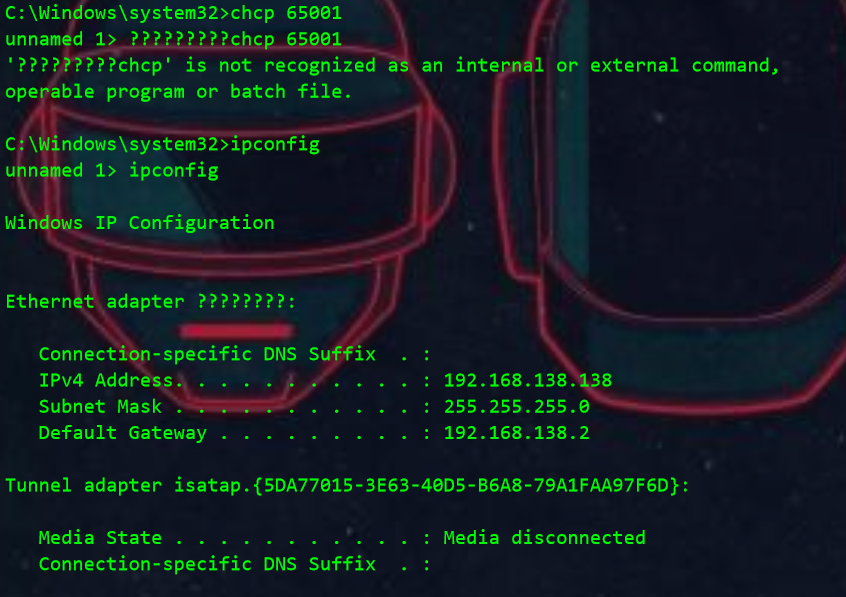 C:\Windows\system32>chcp 65001
unnamed 1> ?????????chcp 65001
'?????????chcp' is not recognized as an internal or external command,
operable program or batch file.
C:\Windows\system32>ipconfig
unnamed 1> ipconfig
Windows IP Configuration
Ethernet adapter ????????:
Connection-specific DNS Suffix  . :
IPv4 Address. . . . . . . . . . . : 192.168.138.138
Subnet Mask . . . . . . . . . . . : 255.255.255.0
Default Gateway . . . . . . . . . : 192.168.138.2
Tunnel adapter isatap.{5DA77015-3E63-40D5-B6A8-79A1FAA97F6D}:
Media State . . . . . . . . . . . : Media disconnected
Connection-specific DNS Suffix  . :